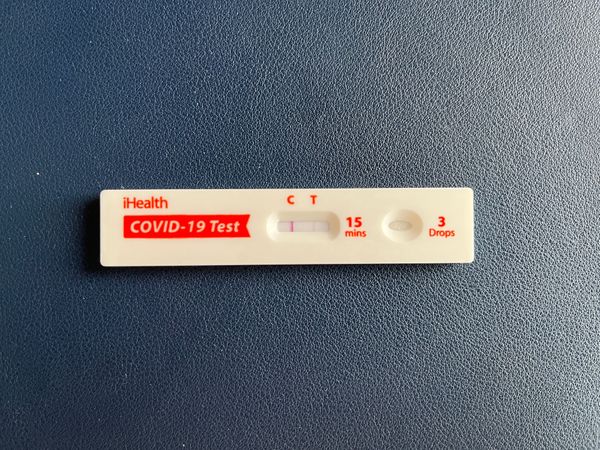 iHealth
COVID-19 Test
C T
15
mins
3
Drops